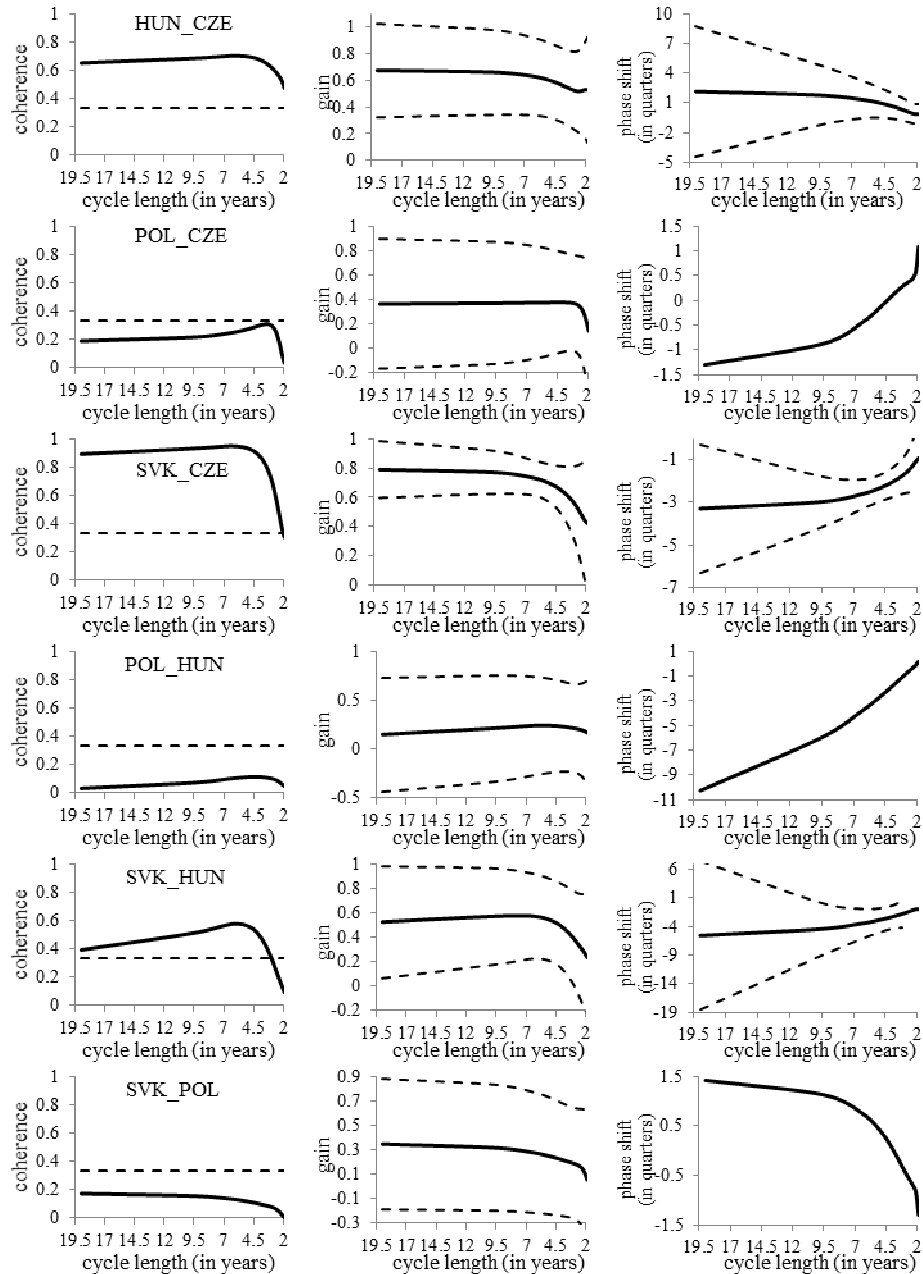 HUN_CZE
coherence
1
0.8
0.6
0.4
0.2
0
19.5 17 14.5 12 9.5 7 4.5 2
cycle length (in years)
gain
1
0.8
0.6
0.4
0.2
0
19.5 17 14.5 12 9.5 7 4.5 2
cycle length (in years)
phase shift
(in quarters)
10
7
4
1
-2
-5
19.5 17 14.5 12 9.5 7 4.5 2
cycle length (in years)
POL_CZE
coherence
1
0.8
0.6
0.4
0.2
0
19.5 17 14.5 12 9.5 7 4.5 2
cycle length (in years)
gain
1
0.8
0.6
0.4
0.2
0
-0.2
19.5 17 14.5 12 9.5 7 4.5 2
cycle length (in years)
phase shift
(in quarters)
1.5
1
0.5
0
-0.5
-1
-1.5
19.5 17 14.5 12 9.5 7 4.5 2
cycle length (in years)
SVK_CZE
coherence
1
0.8
0.6
0.4
0.2
0
19.5 17 14.5 12 9.5 7 4.5 2
cycle length (in years)
gain
1
0.8
0.6
0.4
0.2
0
19.5 17 14.5 12 9.5 7 4.5 2
cycle length (in years)
phase shift
(in quarters)
-1
-3
-5
-7
19.5 17 14.5 12 9.5 7 4.5 2
cycle length (in years)
POL_HUN
coherence
1
0.8
0.6
0.4
0.2
0
19.5 17 14.5 12 9.5 7 4.5 2
cycle length (in years)
gain
1
0.5
0
-0.5
19.5 17 14.5 12 9.5 7 4.5 2
cycle length (in years)
phase shift
(in quarters)
1
-1
-3
-5
-7
-9
-11
19.5 17 14.5 12 9.5 7 4.5 2
cycle length (in years)
SVK_HUN
coherence
1
0.8
0.6
0.4
0.2
0
19.5 17 14.5 12 9.5 7 4.5 2
cycle length (in years)
gain
1
0.8
0.6
0.4
0.2
0
-0.2
19.5 17 14.5 12 9.5 7 4.5 2
cycle length (in years)
phase shift
(in quarters)
6
1
-4
-9
-14
-19
19.5 17 14.5 12 9.5 7 4.5 2
cycle length (in years)
SVK_POL
coherence
1
0.8
0.6
0.4
0.2
0
19.5 17 14.5 12 9.5 7 4.5 2
cycle length (in years)
gain
0.9
0.7
0.5
0.3
0.1
-0.1
-0.3
19.5 17 14.5 12 9.5 7 4.5 2
cycle length (in years)
phase shift
(in quarters)
1.5
0.5
-0.5
-1.5
19.5 17 14.5 12 9.5 7 4.5 2
cycle length (in years)